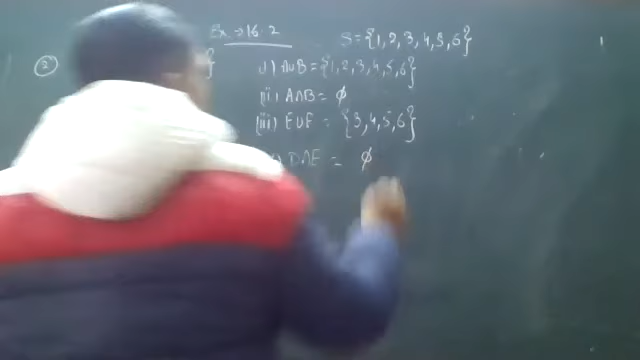 Ex. → 16.2
S = {1, 2, 3, 4, 5, 6}
(2) }
i) A∪B = {1, 2, 3, 4, 5, 6}
(ii) A∩B = ϕ
(iii) E∪F = {3, 4, 5, 6}
) D∩E = ϕ